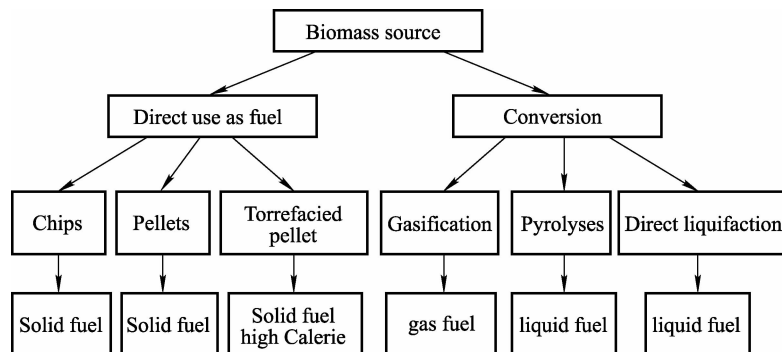 Biomass source
Direct use as fuel
Conversion
Chips
Pellets
Torrefacied
pellet
Gasification
Pyrolyses
Direct liquifaction
Solid fuel
Solid fuel
Solid fuel
high Calerie
gas fuel
liquid fuel
liquid fuel